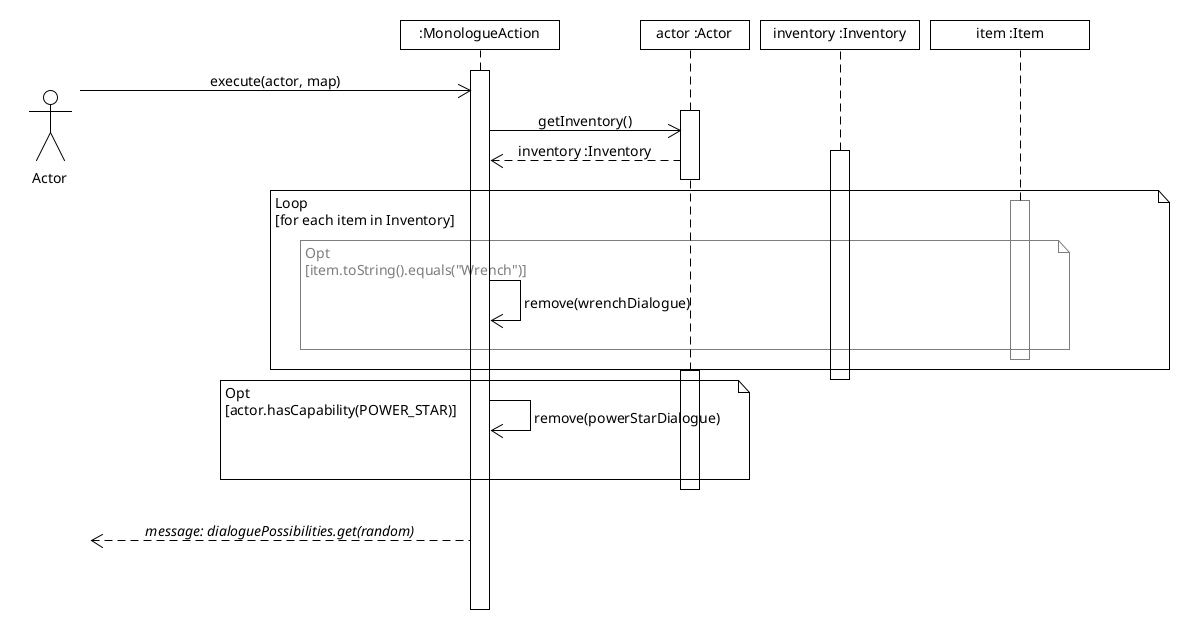 :MonologueAction
actor :Actor
inventory :Inventory
item :Item
execute(actor, map)
getInventory()
inventory :Inventory
Actor
Loop
[for each item in Inventory]
Opt
[item.toString().equals("Wrench")]
remove(wrenchDialogue)
Opt
[actor.hasCapability(POWER_STAR)]
remove(powerStarDialogue)
message: dialoguePossibilities.get(random)